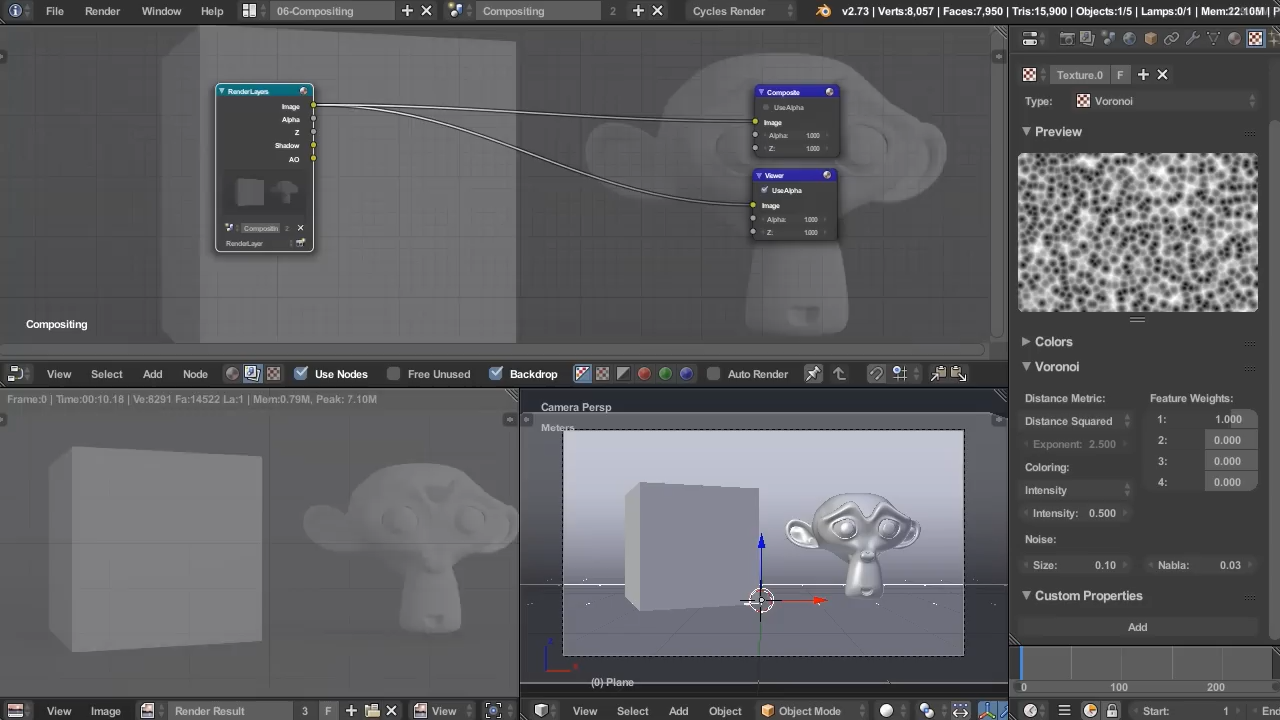 File Render Window Help 06-Compositing Compositing 2 Cycles Render v2.73 | Verts:8,057 | Faces:7,950 | Tris:15,900 | Objects:1/5 | Lamps:0/1 | Mem:22.10M
RenderLayers
Image
Alpha
Z
Shadow
AO
Compositin 2
RenderLayer
Composite
UseAlpha
Image
Alpha: 1.000
Z: 1.000
Viewer
UseAlpha
Image
Alpha: 1.000
Z: 1.000
Compositing
View Select Add Node Use Nodes Free Unused Backdrop Auto Render
Frame:0 | Time:00:10.18 | Ve:8291 Fa:14522 La:1 | Mem:0.79M, Peak: 7.10M
View Image Render Result 3 F View
Camera Persp
Meters
(0) Plane
View Select Add Object Object Mode
Texture.0 F
Type: Voronoi
Preview
Colors
Voronoi
Distance Metric: Feature Weights:
Distance Squared 1: 1.000
Exponent: 2.500 2: 0.000
Coloring: 3: 0.000
Intensity 4: 0.000
Intensity: 0.500
Noise:
Size: 0.10 Nabla: 0.03
Custom Properties
Add
0 100 200
Start: 1 End